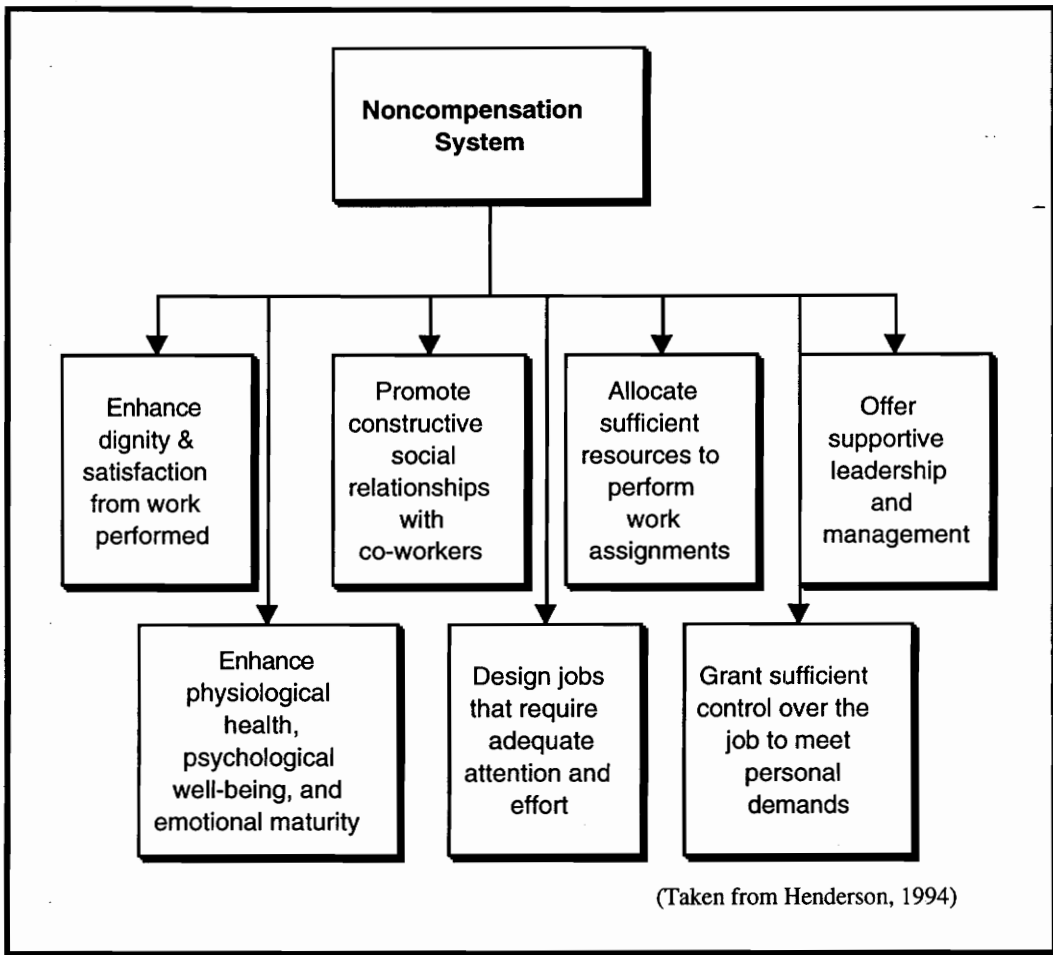 Noncompensation
System
Enhance
dignity &
satisfaction
from work
performed
Promote
constructive
social
relationships
with
co-workers
Allocate
sufficient
resources to
perform
work
assignments
Offer
supportive
leadership
and
management
Enhance
physiological
health,
psychological
well-being, and
emotional maturity
Design jobs
that require
adequate
attention and
effort
Grant sufficient
control over the
job to meet
personal
demands
(Taken from Henderson, 1994)